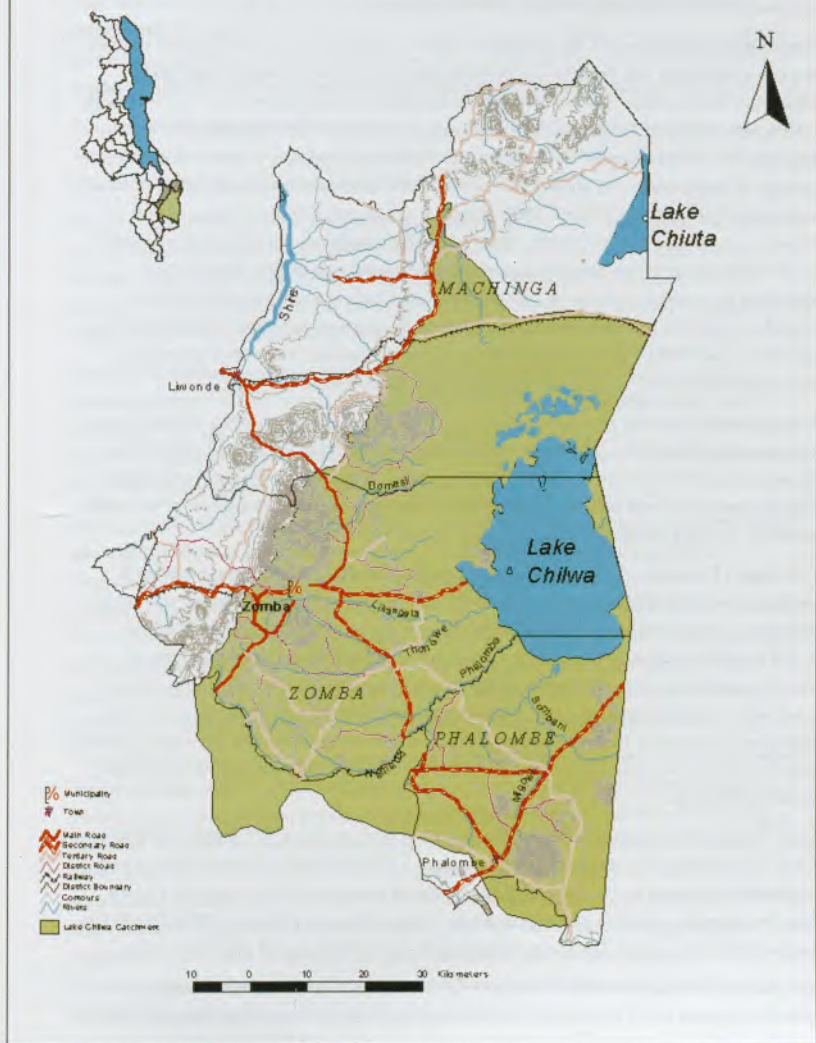 N
Lake
Chiuta
MACHINGA
Shire
Liwonde
Domasi
Lake
Chilwa
Zomba
Likangala
Thondwe
Phalombe
ZOMBA
Sombani
PHALOMBE
Namadzi
Phalombe
Municipality
Town
Main Road
Secondary Road
Tertiary Road
District Road
Railway
District Boundary
Contours
Rivers
Lake Chilwa Catchment
10 0 10 20 30 Kilometers